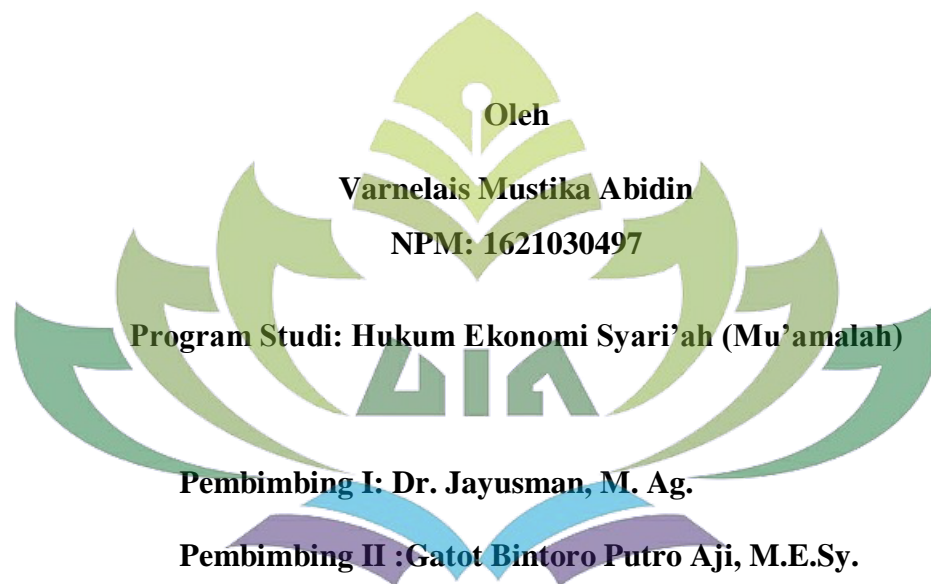 Oleh
Varnelais Mustika Abidin
NPM: 1621030497
Program Studi: Hukum Ekonomi Syari’ah (Mu’amalah)
UIN
Pembimbing I: Dr. Jayusman, M. Ag.
Pembimbing II :Gatot Bintoro Putro Aji, M.E.Sy.